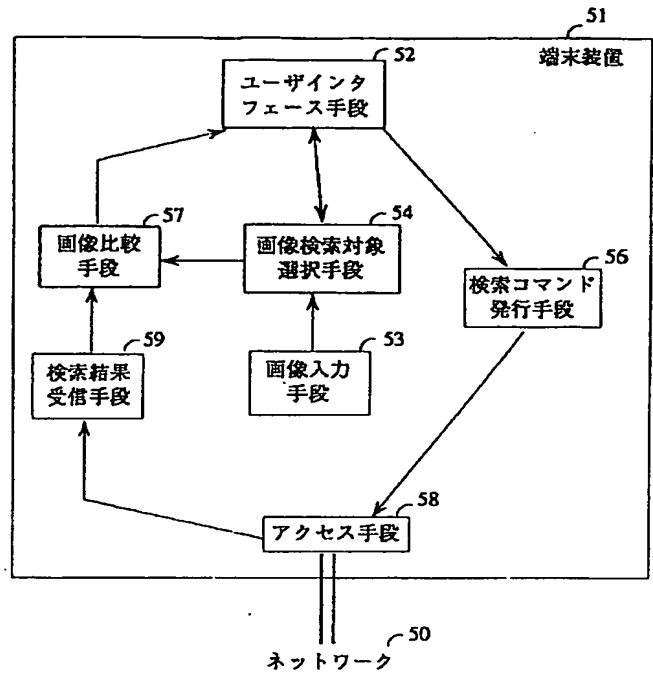 51
端末装置
52
ユーザインタ
フェース手段
57
画像比較
手段
54
画像検索対象
選択手段
56
検索コマンド
発行手段
59
検索結果
受信手段
53
画像入力
手段
58
アクセス手段
50
ネットワーク